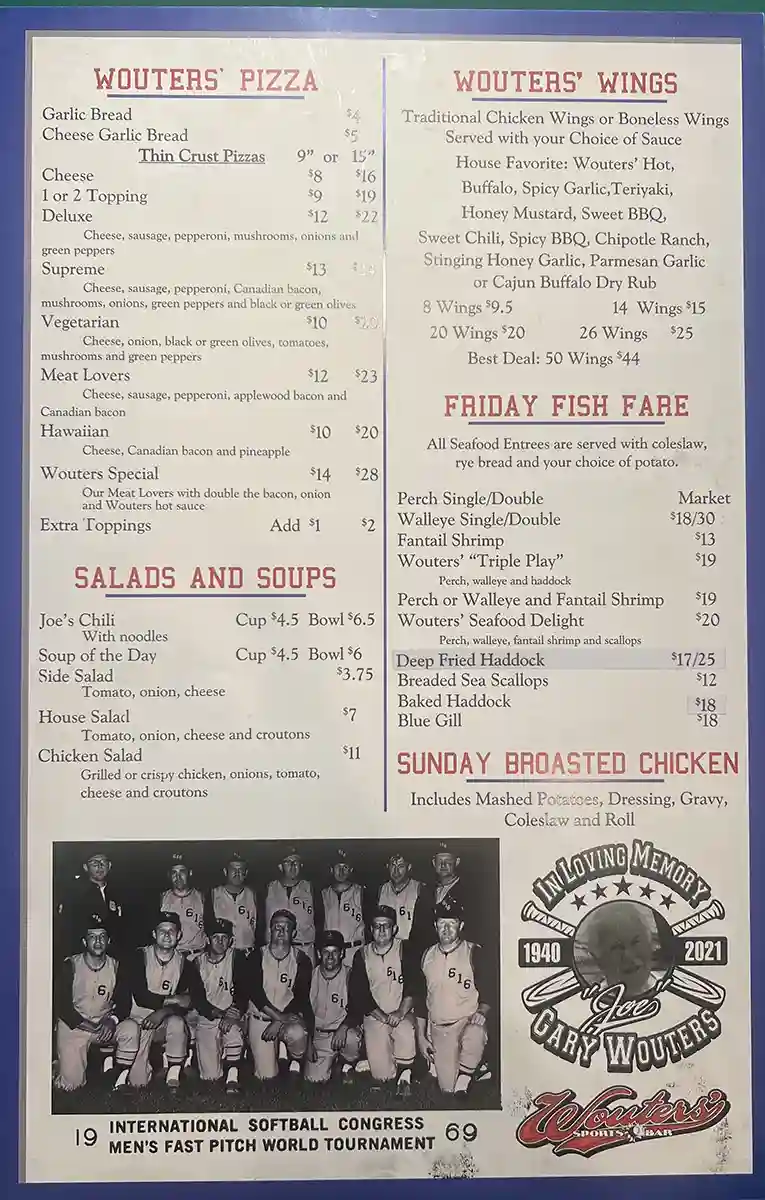 WOUTERS' PIZZA
Garlic Bread $4
Cheese Garlic Bread $5
Thin Crust Pizzas 9" or 15"
Cheese $8 $16
1 or 2 Topping $9 $19
Deluxe $12 $22
Cheese, sausage, pepperoni, mushrooms, onions and
green peppers
Supreme $13
Cheese, sausage, pepperoni, Canadian bacon,
mushrooms, onions, green peppers and black or green olives
Vegetarian $10 $20
Cheese, onion, black or green olives, tomatoes,
mushrooms and green peppers
Meat Lovers $12 $23
Cheese, sausage, pepperoni, applewood bacon and
Canadian bacon
Hawaiian $10 $20
Cheese, Canadian bacon and pineapple
Wouters Special $14 $28
Our Meat Lovers with double the bacon, onion
and Wouters hot sauce
Extra Toppings Add $1 $2
SALADS AND SOUPS
Joe's Chili Cup $4.5 Bowl $6.5
With noodles
Soup of the Day Cup $4.5 Bowl $6
Side Salad $3.75
Tomato, onion, cheese
House Salad $7
Tomato, onion, cheese and croutons
Chicken Salad $11
Grilled or crispy chicken, onions, tomato,
cheese and croutons
WOUTERS' WINGS
Traditional Chicken Wings or Boneless Wings
Served with your Choice of Sauce
House Favorite: Wouters' Hot,
Buffalo, Spicy Garlic,Teriyaki,
Honey Mustard, Sweet BBQ,
Sweet Chili, Spicy BBQ, Chipotle Ranch,
Stinging Honey Garlic, Parmesan Garlic
or Cajun Buffalo Dry Rub
8 Wings $9.5 14 Wings $15
20 Wings $20 26 Wings $25
Best Deal: 50 Wings $44
FRIDAY FISH FARE
All Seafood Entrees are served with coleslaw,
rye bread and your choice of potato.
Perch Single/Double Market
Walleye Single/Double $18/30
Fantail Shrimp $13
Wouters' "Triple Play" $19
Perch, walleye and haddock
Perch or Walleye and Fantail Shrimp $19
Wouters' Seafood Delight $20
Perch, walleye, fantail shrimp and scallops
Deep Fried Haddock $17/25
Breaded Sea Scallops $12
Baked Haddock $18
Blue Gill $18
SUNDAY BROASTED CHICKEN
Includes Mashed Potatoes, Dressing, Gravy,
Coleslaw and Roll
616
616
616
616
61
61
616
61
61
616
616
19 INTERNATIONAL SOFTBALL CONGRESS 69
MEN'S FAST PITCH WORLD TOURNAMENT
IN LOVING MEMORY
1940 2021
"Joe"
GARY WOUTERS
Wouters'
SPORTS BAR